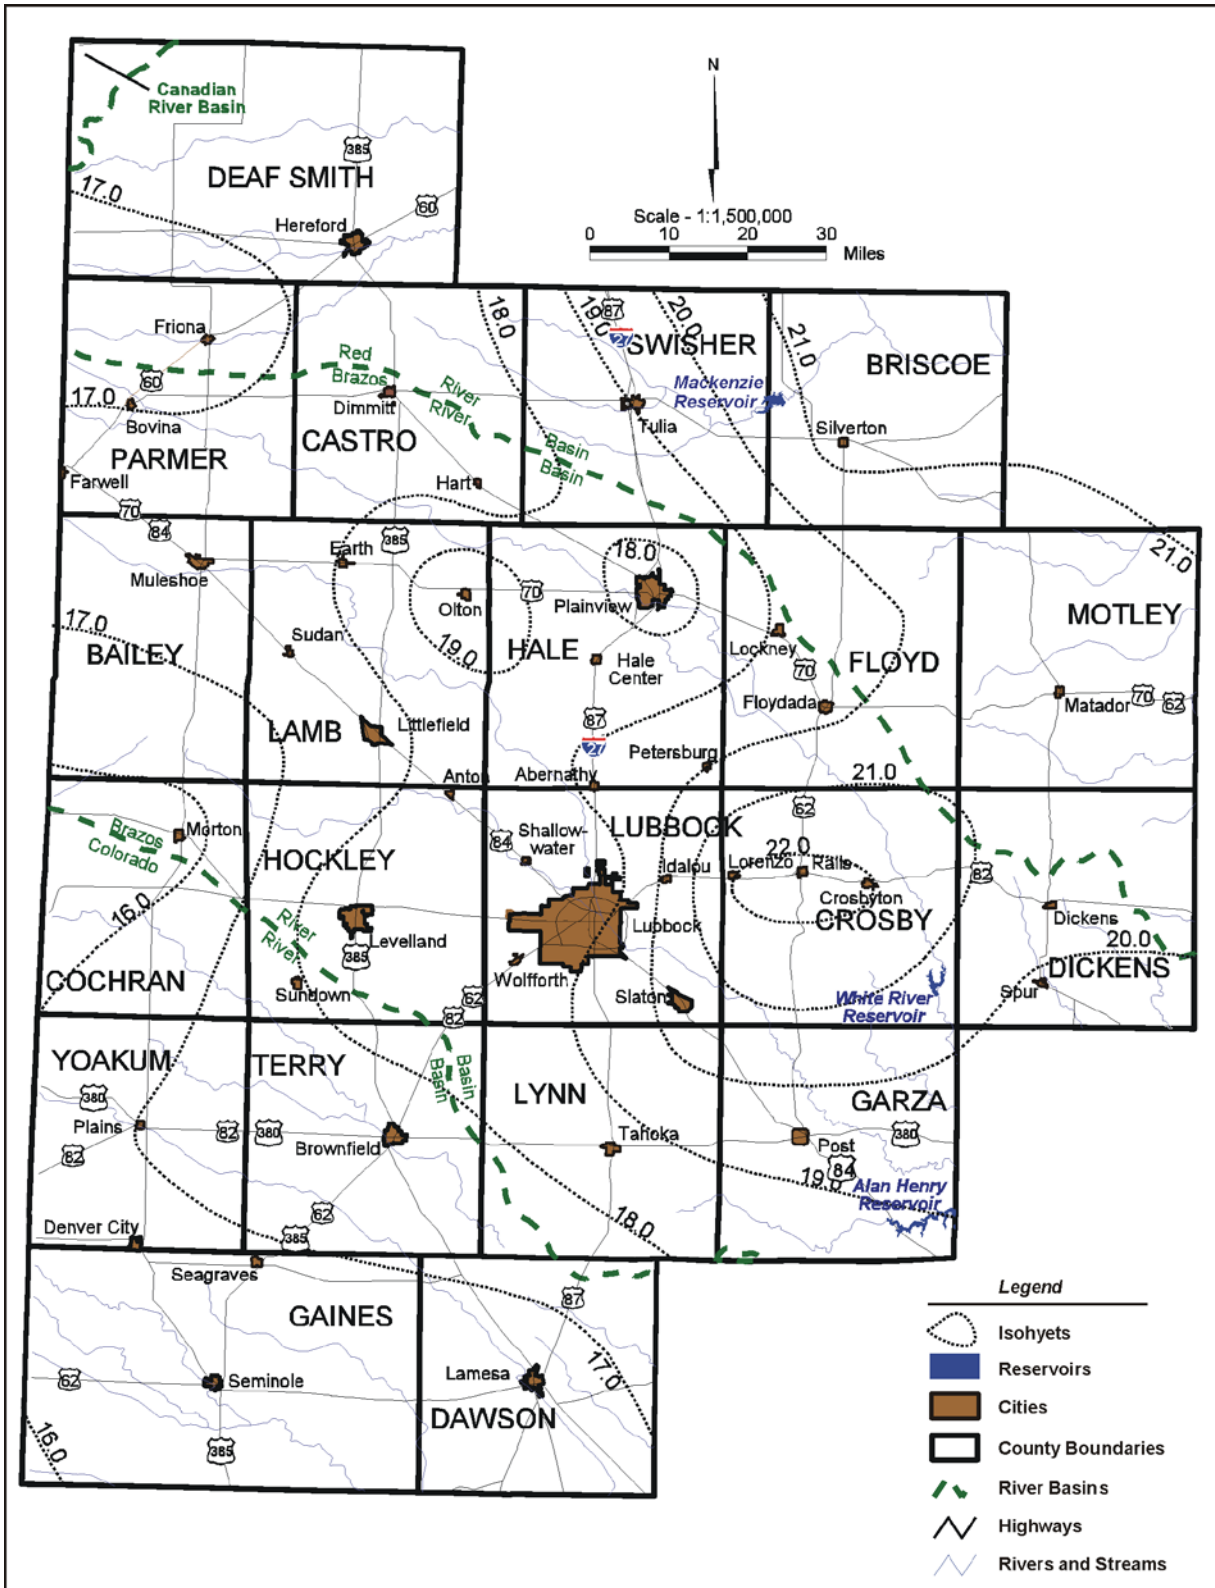 Canadian
River Basin
N
385
DEAF SMITH
17.0
60
Hereford
Scale - 1:1,500,000
0 10 20 30
Miles
Friona
18.0
19.0
87
27
20.0
21.0
SWISHER
BRISCOE
Red
Brazos
River
River
Mackenzie
Reservoir
60
17.0
Bovina
Dimmitt
Tulia
Silverton
PARMER
CASTRO
Basin
Basin
Farwell
Hart
70
84
385
Earth
18.0
21.0
Muleshoe
Olton
70
Plainview
MOTLEY
17.0
BAILEY
Sudan
19.0
HALE
Hale
Center
Lockney
70
FLOYD
Floydada
Matador
70
62
LAMB
Littlefield
87
27
Petersburg
Anton
Abernathy
21.0
62
Brazos
Colorado
Morton
HOCKLEY
84
Shallow-
water
LUBBOCK
Idalou
Lorenzo
22.0
Ralls
Crosbyton
82
16.0
River
River
Levelland
385
Lubbock
CROSBY
Dickens
20.0
COCHRAN
Sundown
Wolfforth
62
82
Slaton
White River
Reservoir
Spur
DICKENS
YOAKUM
TERRY
Basin
Basin
LYNN
GARZA
380
Plains
82
82
380
Brownfield
Tahoka
Post
380
84
19.0
Alan Henry
Reservoir
62
385
18.0
Denver City
Seagraves
GAINES
87
62
Seminole
Lamesa
17.0
DAWSON
16.0
385
Legend
Isohyets
Reservoirs
Cities
County Boundaries
River Basins
Highways
Rivers and Streams